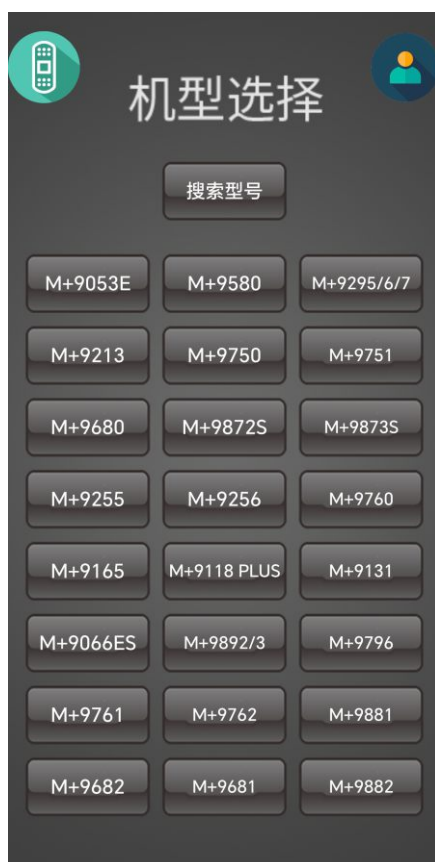 机型选择
搜索型号
M+9053E M+9580 M+9295/6/7
M+9213 M+9750 M+9751
M+9680 M+9872S M+9873S
M+9255 M+9256 M+9760
M+9165 M+9118 PLUS M+9131
M+9066ES M+9892/3 M+9796
M+9761 M+9762 M+9881
M+9682 M+9681 M+9882